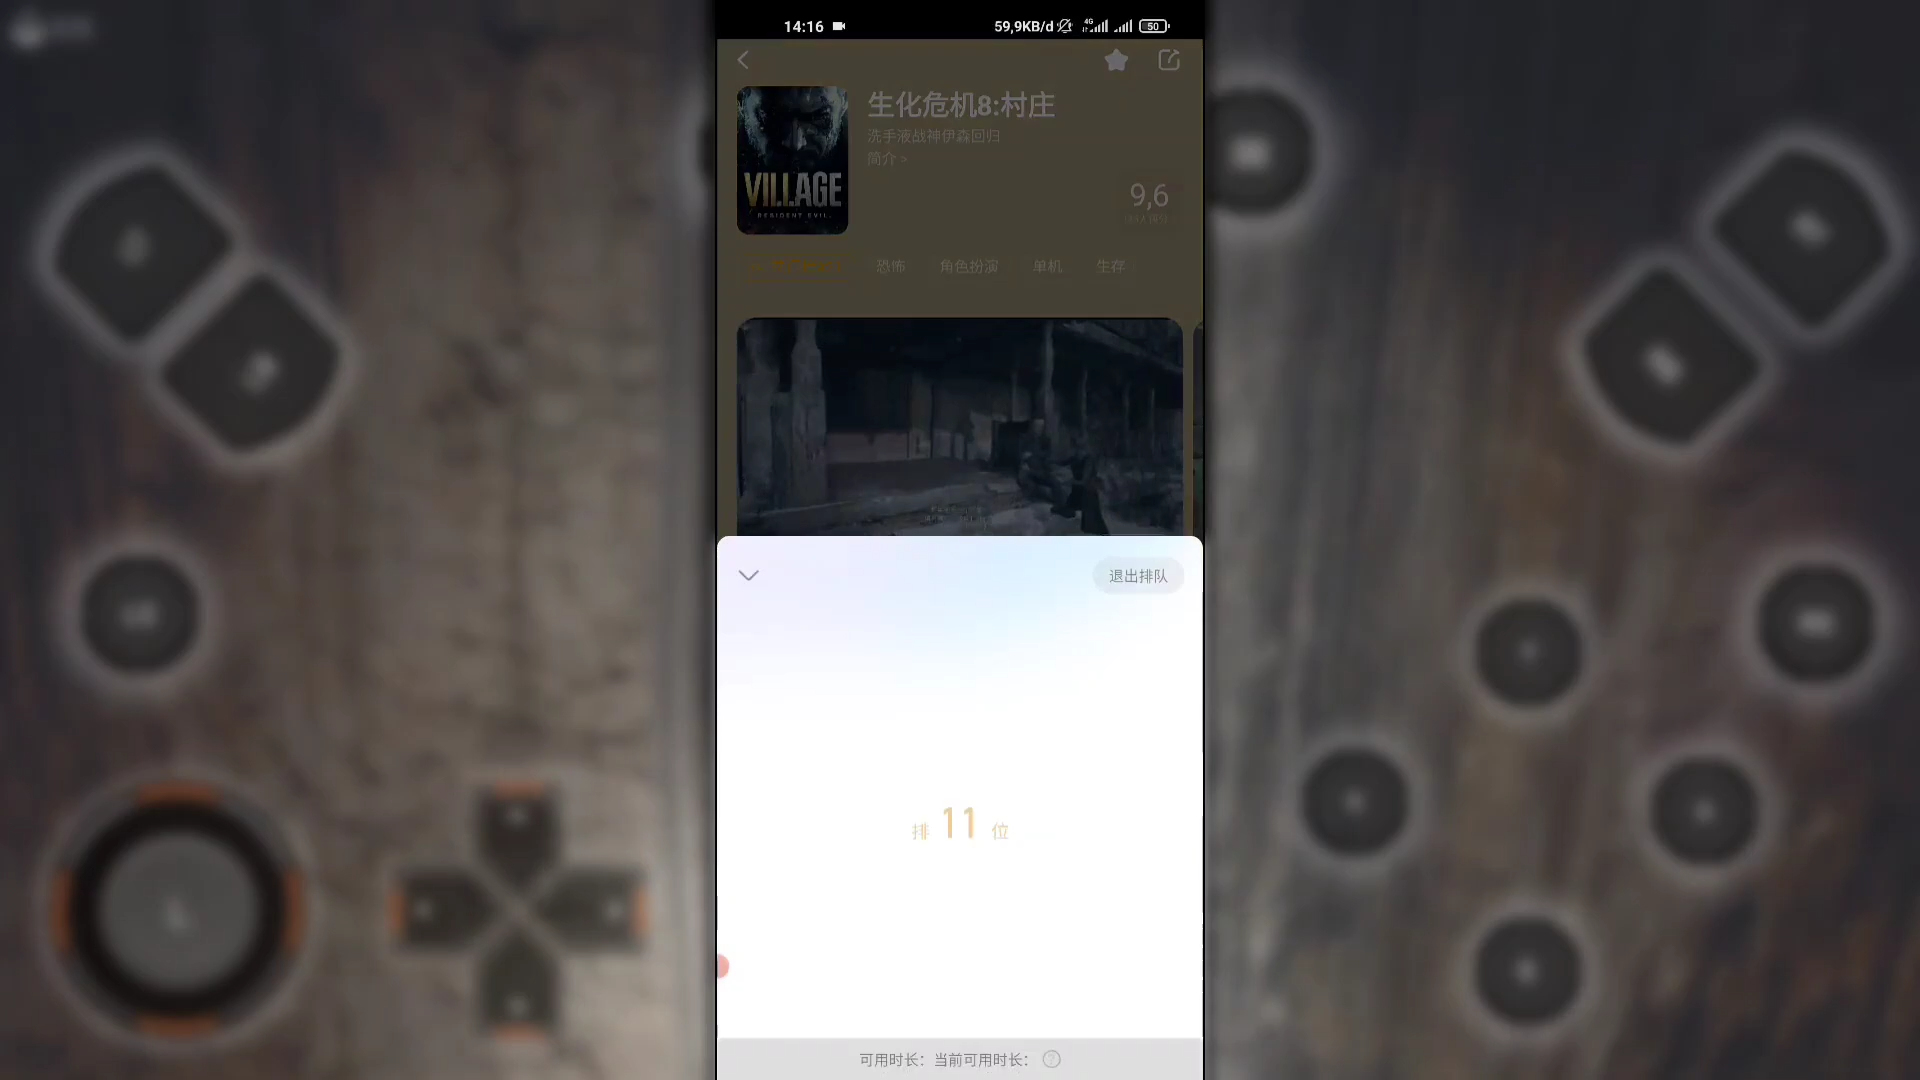 14:16
59,9KB/d
4G
50
生化危机8:村庄
洗手液战神伊森回归
简介 >
VILLAGE
RESIDENT EVIL.
9,6
恐怖
角色扮演
单机
生存
退出排队
排 11 位
可用时长: 当前可用时长: ?